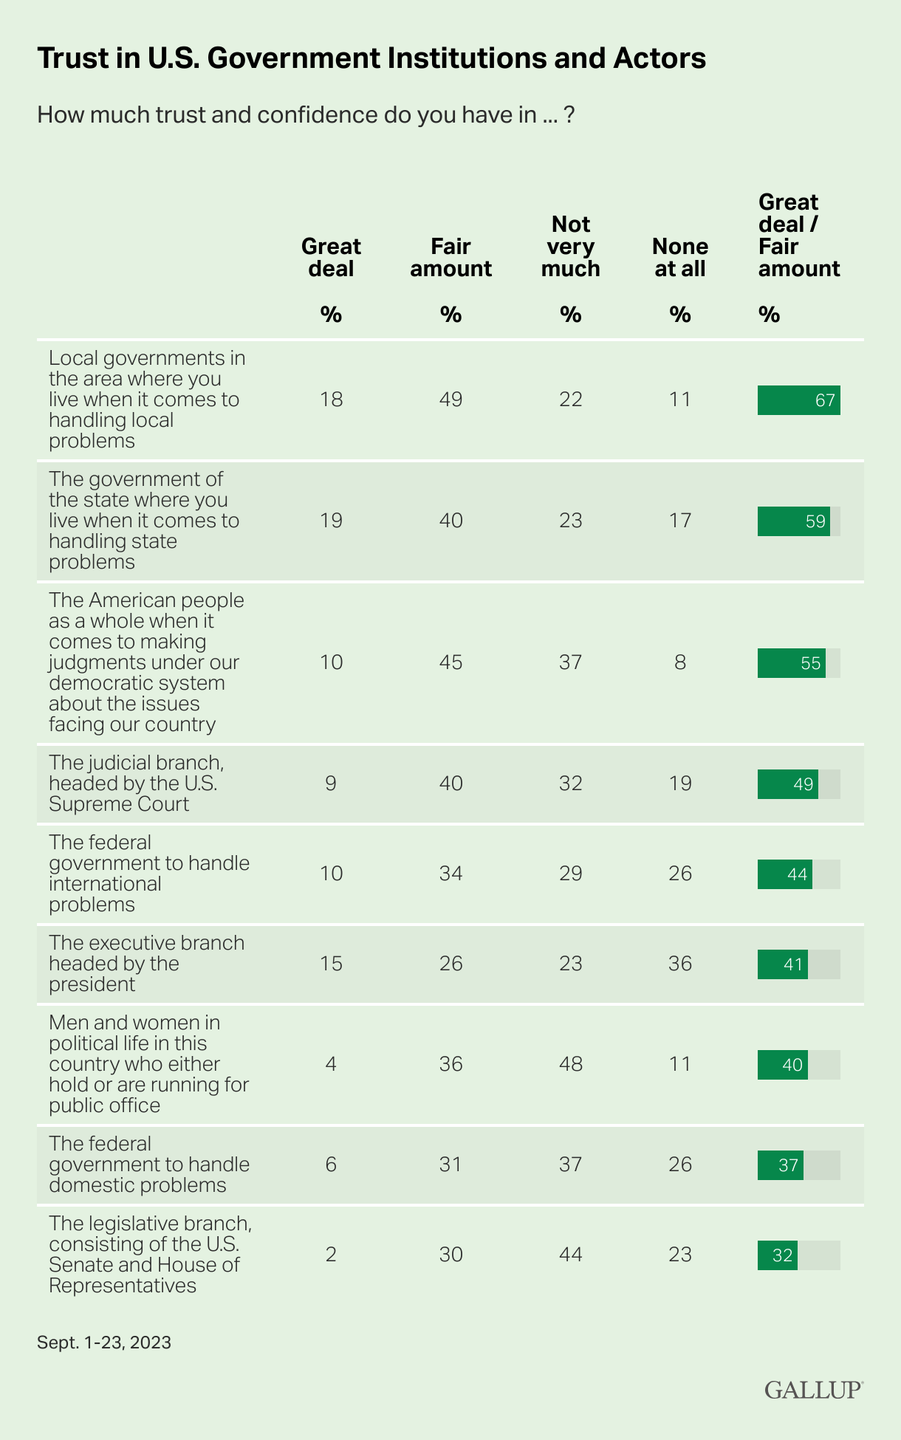 Trust in U.S. Government Institutions and Actors
How much trust and confidence do you have in ... ?
Great deal / Fair amount
Great deal
Fair amount
Not very much
None at all
% % % % %
Local governments in
the area where you
live when it comes to 18 49 22 11 67
handling local
problems
The government of
the state where you
live when it comes to 19 40 23 17 59
handling state
problems
The American people
as a whole when it
comes to making
judgments under our 10 45 37 8 55
democratic system
about the issues
facing our country
The judicial branch,
headed by the U.S. 9 40 32 19 49
Supreme Court
The federal
government to handle
international 10 34 29 26 44
problems
The executive branch
headed by the 15 26 23 36 41
president
Men and women in
political life in this
country who either 4 36 48 11 40
hold or are running for
public office
The federal
government to handle 6 31 37 26 37
domestic problems
The legislative branch,
consisting of the U.S. 2 30 44 23 32
Senate and House of
Representatives
Sept. 1-23, 2023
GALLUP